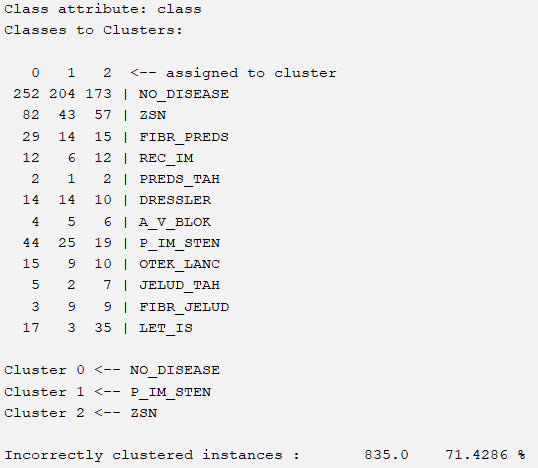 Class attribute: class
Classes to Clusters:
0 1 2 <-- assigned to cluster
252 204 173 | NO_DISEASE
82 43 57 | ZSN
29 14 15 | FIBR_PREDS
12 6 12 | REC_IM
2 1 2 | PREDS_TAH
14 14 10 | DRESSLER
4 5 6 | A_V_BLOK
44 25 19 | P_IM_STEN
15 9 10 | OTEK_LANC
5 2 7 | JELUD_TAH
3 9 9 | FIBR_JELUD
17 3 35 | LET_IS
Cluster 0 <-- NO_DISEASE
Cluster 1 <-- P_IM_STEN
Cluster 2 <-- ZSN
Incorrectly clustered instances : 835.0 71.4286 %